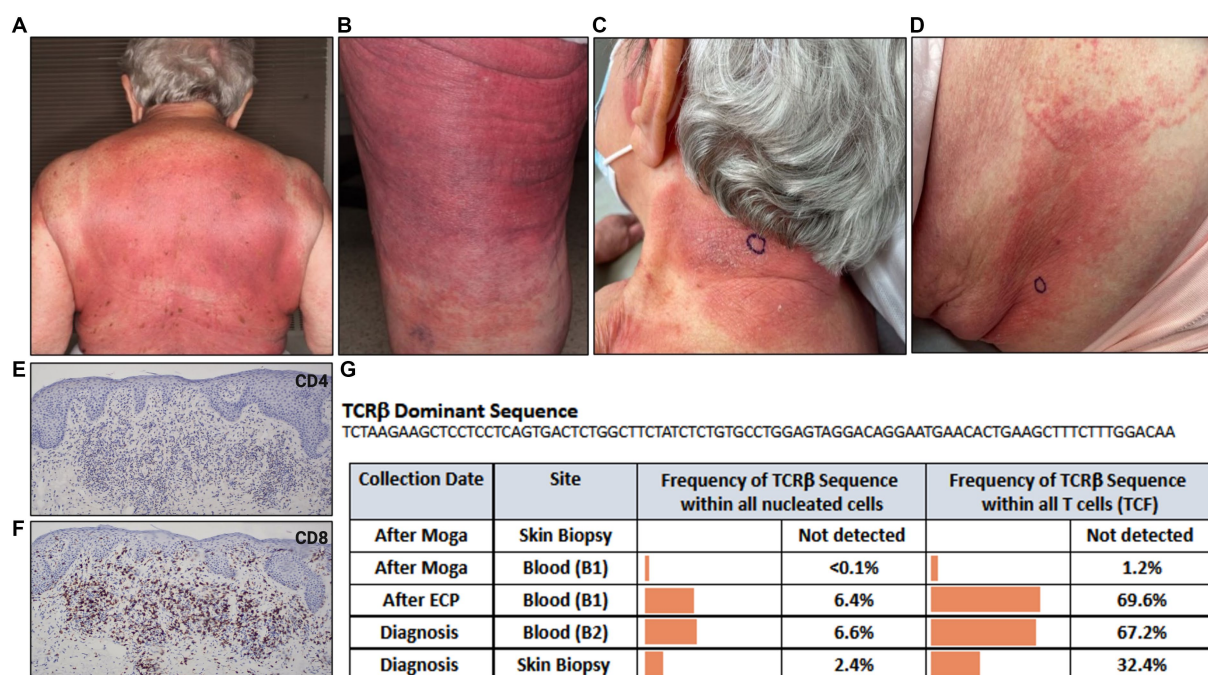 A
B
C
D
E
CD4
F
CD8
G
TCRβ Dominant Sequence
TCTAAGAAGCTCCTCCTCAGTGACTCTGGCTTCTATCTCTGTGCCTGGAGTAGGACAGGAATGAACACTGAAGCTTTCTTTGGACAA
Collection Date
Site
Frequency of TCRβ Sequence
within all nucleated cells
Frequency of TCRβ Sequence
within all T cells (TCF)
After Moga
Skin Biopsy
Not detected
Not detected
After Moga
Blood (B1)
<0.1%
1.2%
After ECP
Blood (B1)
6.4%
69.6%
Diagnosis
Blood (B2)
6.6%
67.2%
Diagnosis
Skin Biopsy
2.4%
32.4%